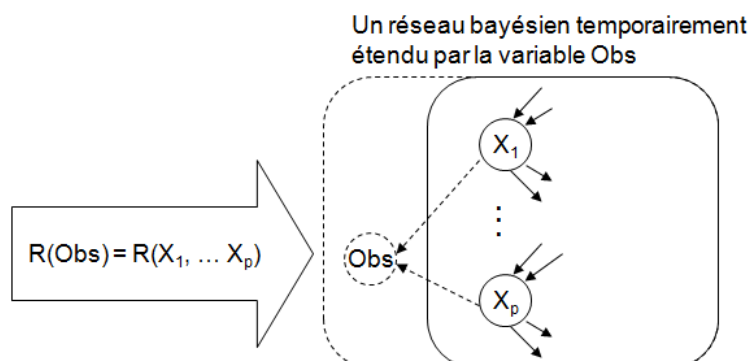 Un réseau bayésien temporairement
étendu par la variable Obs
X₁
⋮
R(Obs) = R(X₁, ... Xₚ)
Obs
Xₚ